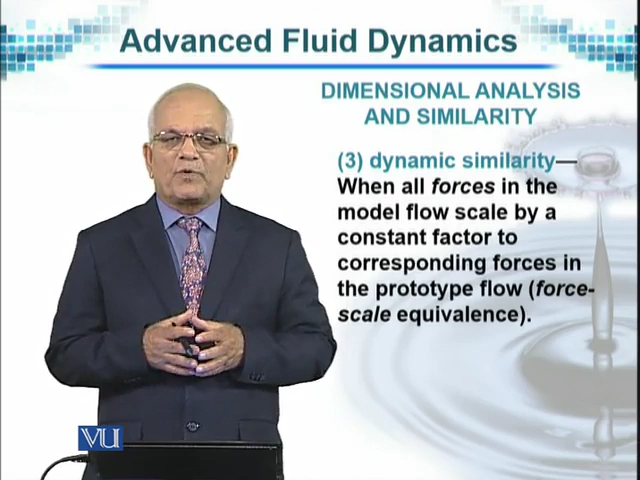 Advanced Fluid Dynamics
DIMENSIONAL ANALYSIS
AND SIMILARITY
(3) dynamic similarity—
When all forces in the
model flow scale by a
constant factor to
corresponding forces in
the prototype flow (force-
scale equivalence).
VU